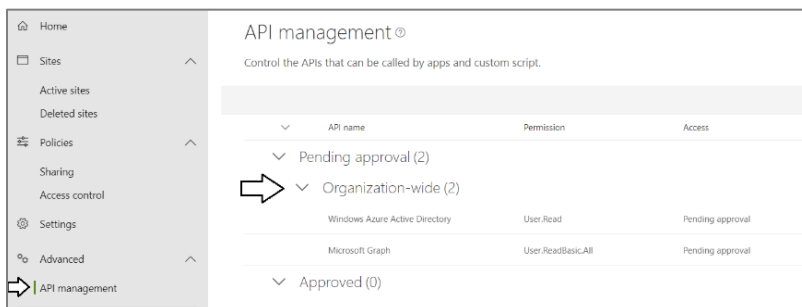 Home
Sites
Active sites
Deleted sites
Policies
Sharing
Access control
Settings
Advanced
API management
API management
Control the APIs that can be called by apps and custom script.
API name Permission Access
Pending approval (2)
Organization-wide (2)
Windows Azure Active Directory User.Read Pending approval
Microsoft Graph User.ReadBasic.All Pending approval
Approved (0)